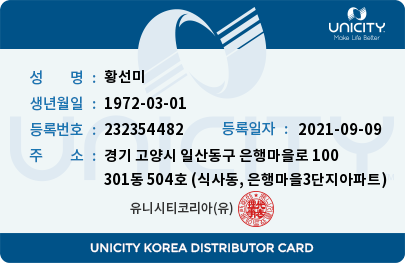 UNICITY
Make Life Better
성 명 : 황선미
생년월일 : 1972-03-01
등록번호 : 232354482 등록일자 : 2021-09-09
주 소 : 경기 고양시 일산동구 은행마을로 100
301동 504호 (식사동, 은행마을3단지아파트)
유니시티코리아(유)
UNICITY
UNICITY KOREA DISTRIBUTOR CARD